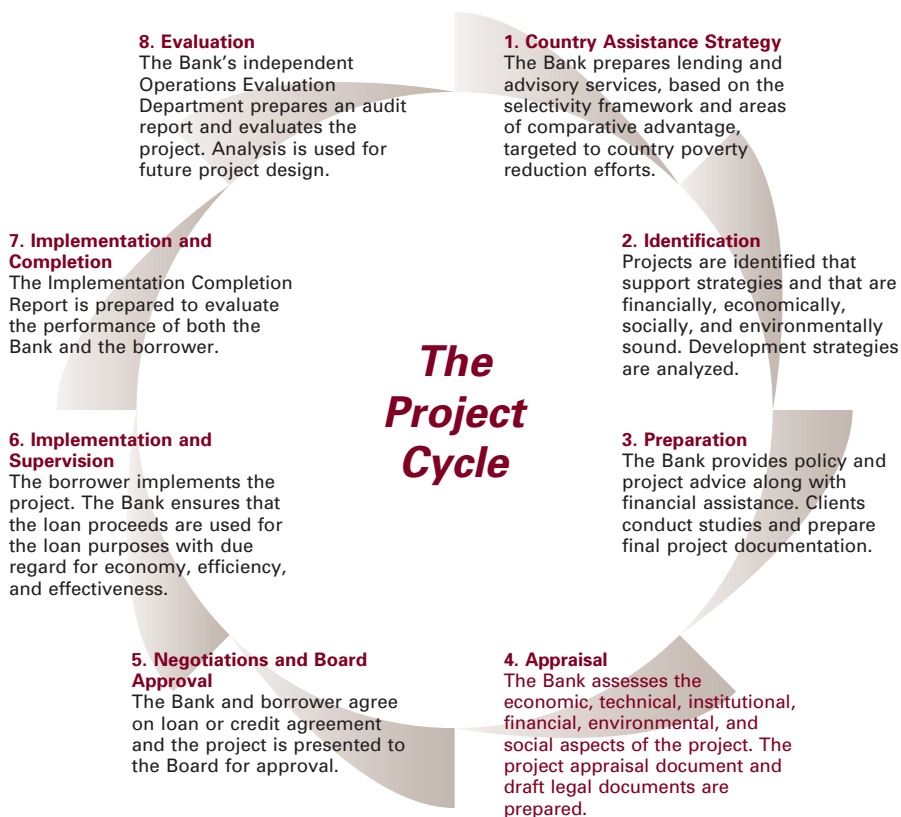 The
Project
Cycle
1. Country Assistance Strategy
The Bank prepares lending and
advisory services, based on the
selectivity framework and areas
of comparative advantage,
targeted to country poverty
reduction efforts.
2. Identification
Projects are identified that
support strategies and that are
financially, economically,
socially, and environmentally
sound. Development strategies
are analyzed.
3. Preparation
The Bank provides policy and
project advice along with
financial assistance. Clients
conduct studies and prepare
final project documentation.
4. Appraisal
The Bank assesses the
economic, technical, institutional,
financial, environmental, and
social aspects of the project. The
project appraisal document and
draft legal documents are
prepared.
5. Negotiations and Board
Approval
The Bank and borrower agree
on loan or credit agreement
and the project is presented to
the Board for approval.
6. Implementation and
Supervision
The borrower implements the
project. The Bank ensures that
the loan proceeds are used for
the loan purposes with due
regard for economy, efficiency,
and effectiveness.
7. Implementation and
Completion
The Implementation Completion
Report is prepared to evaluate
the performance of both the
Bank and the borrower.
8. Evaluation
The Bank's independent
Operations Evaluation
Department prepares an audit
report and evaluates the
project. Analysis is used for
future project design.